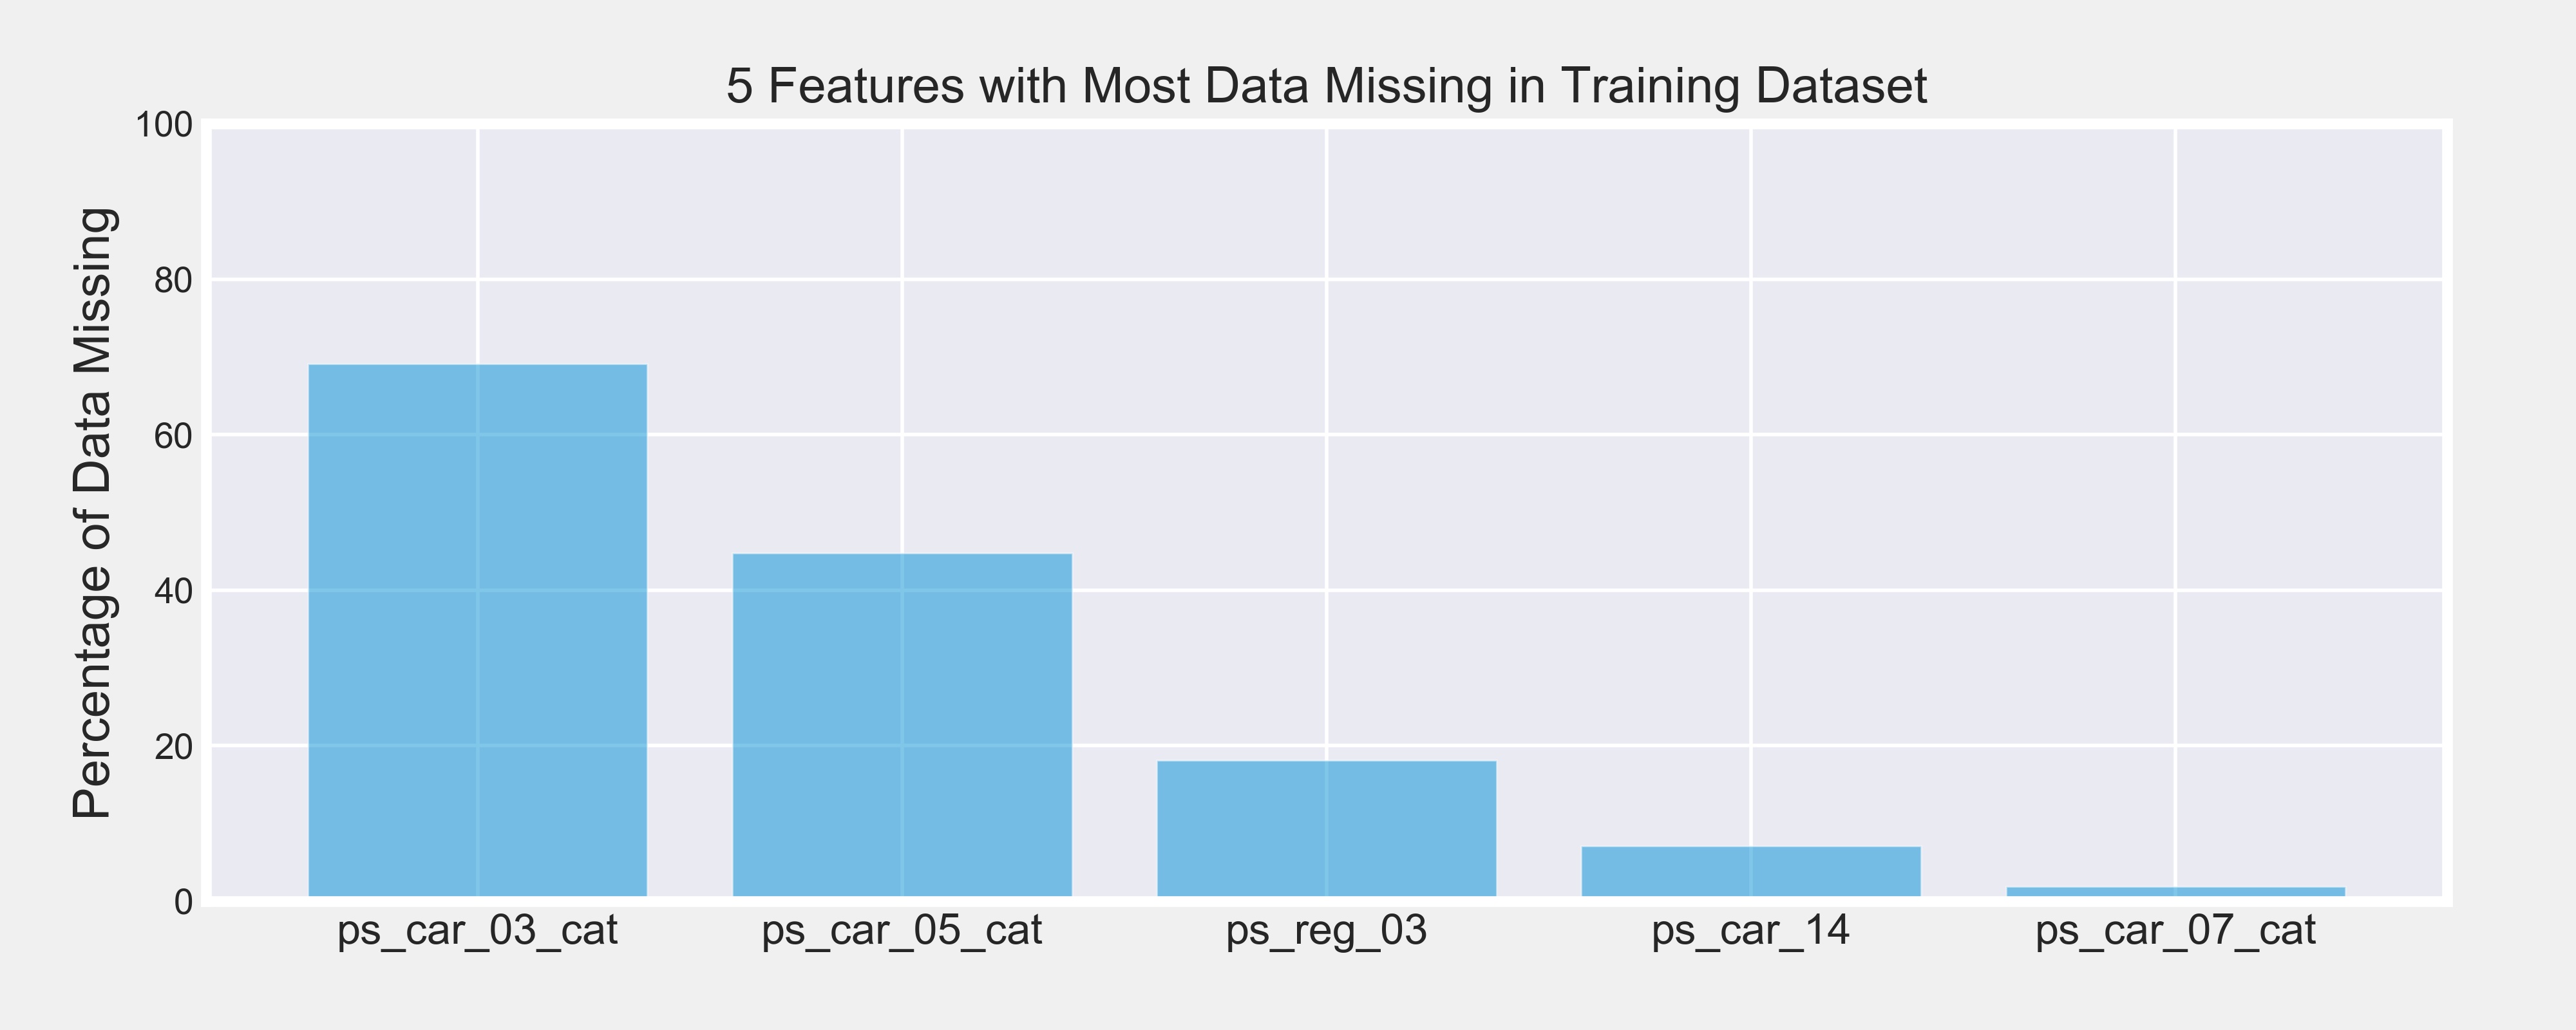 5 Features with Most Data Missing in Training Dataset
Percentage of Data Missing
100
80
60
40
20
0
ps_car_03_cat
ps_car_05_cat
ps_reg_03
ps_car_14
ps_car_07_cat